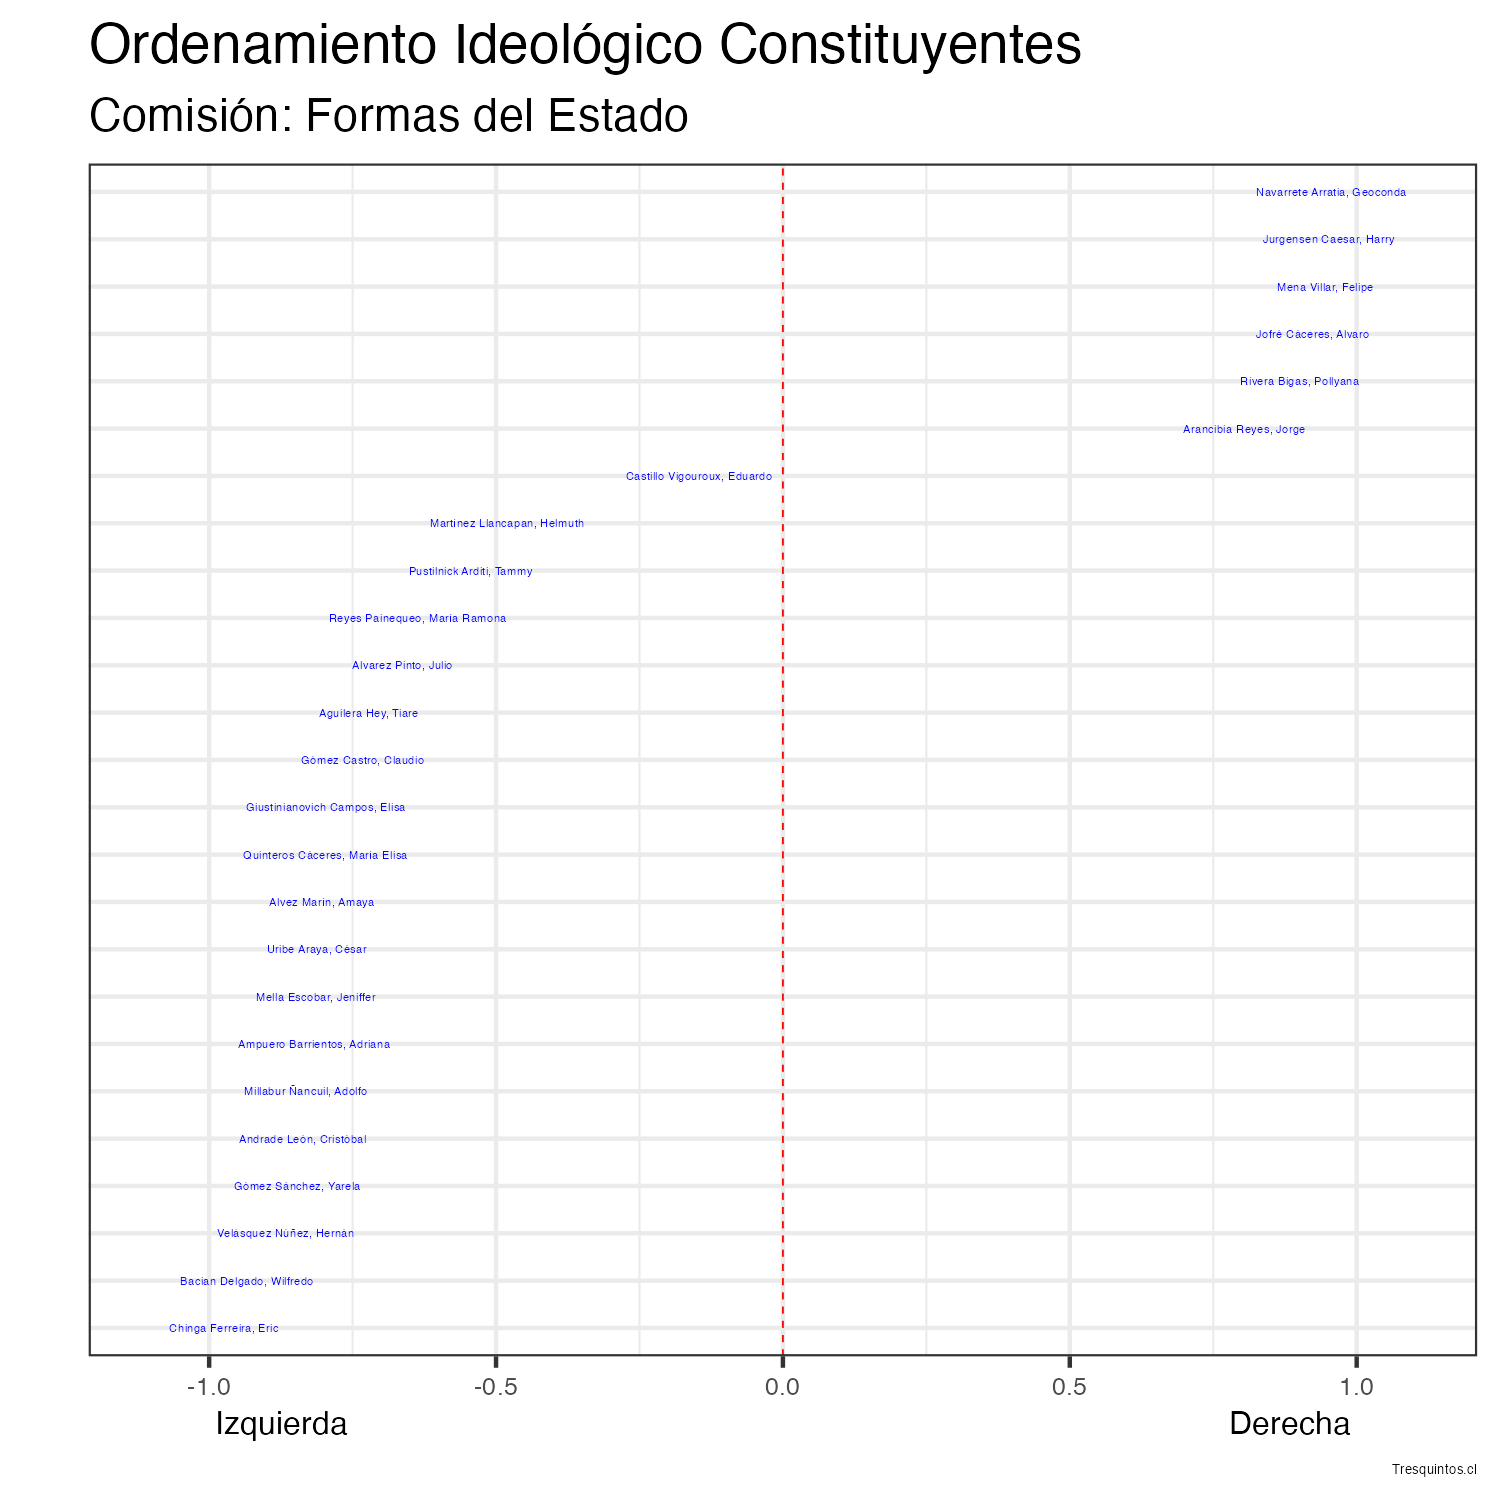 Ordenamiento Ideológico Constituyentes
Comisión: Formas del Estado
Navarrete Arratia, Geoconda
Jurgensen Caesar, Harry
Mena Villar, Felipe
Jofré Cáceres, Alvaro
Rivera Bigas, Pollyana
Arancibia Reyes, Jorge
Castillo Vigouroux, Eduardo
Martínez Llancapan, Helmuth
Pustilnick Arditi, Tammy
Reyes Painequeo, María Ramona
Alvarez Pinto, Julio
Aguilera Hey, Tiare
Gómez Castro, Claudio
Giustinianovich Campos, Elisa
Quinteros Cáceres, María Elisa
Alvez Marín, Amaya
Uribe Araya, César
Mella Escobar, Jeniffer
Ampuero Barrientos, Adriana
Millabur Ñancuil, Adolfo
Andrade León, Cristóbal
Gómez Sánchez, Yarela
Velásquez Núñez, Hernán
Bacian Delgado, Wilfredo
Chinga Ferreira, Eric
-1.0 -0.5 0.0 0.5 1.0
Izquierda Derecha
Tresquintos.cl